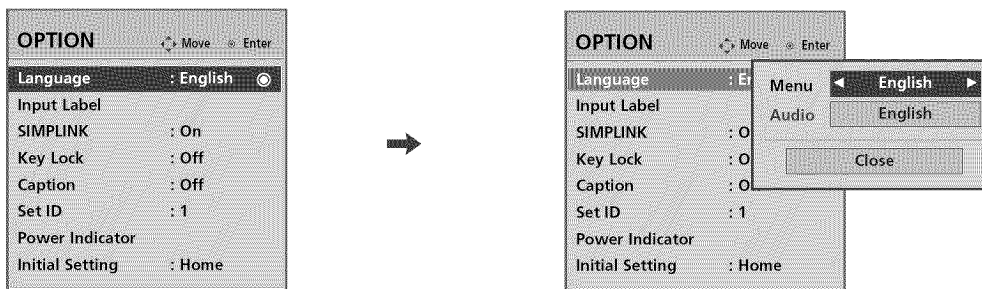 OPTION Move Enter
Language : English
Input Label
SIMPLINK : On
Key Lock : Off
Caption : Off
Set ID : 1
Power Indicator
Initial Setting : Home
OPTION Move Enter
Language : En
Input Label
SIMPLINK : O
Key Lock : O
Caption : O
Set ID : 1
Power Indicator
Initial Setting : Home
Menu English
Audio English
Close